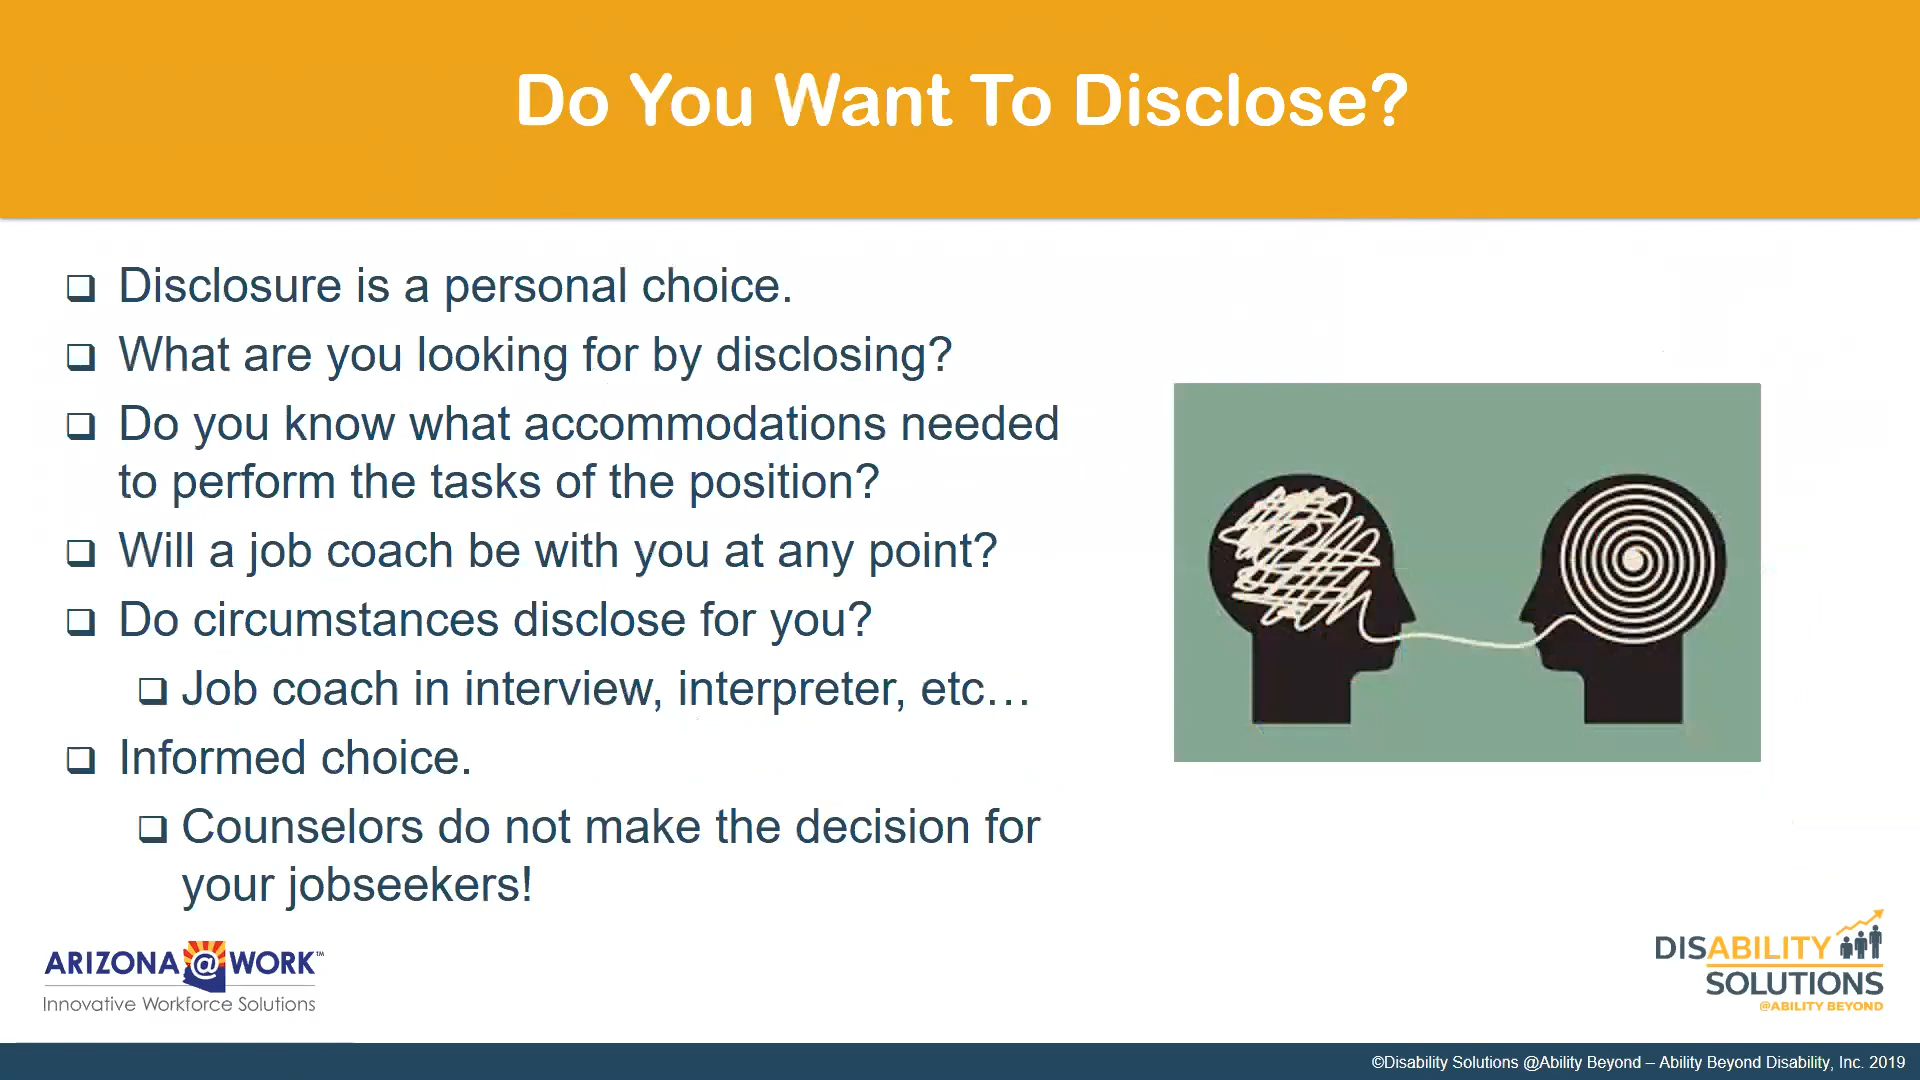 Do You Want To Disclose?
Disclosure is a personal choice.
What are you looking for by disclosing?
Do you know what accommodations needed
to perform the tasks of the position?
Will a job coach be with you at any point?
Do circumstances disclose for you?
Job coach in interview, interpreter, etc…
Informed choice.
Counselors do not make the decision for
your jobseekers!
ARIZONA@WORK™
Innovative Workforce Solutions
DISABILITY
SOLUTIONS
@ABILITY BEYOND
©Disability Solutions @Ability Beyond – Ability Beyond Disability, Inc. 2019